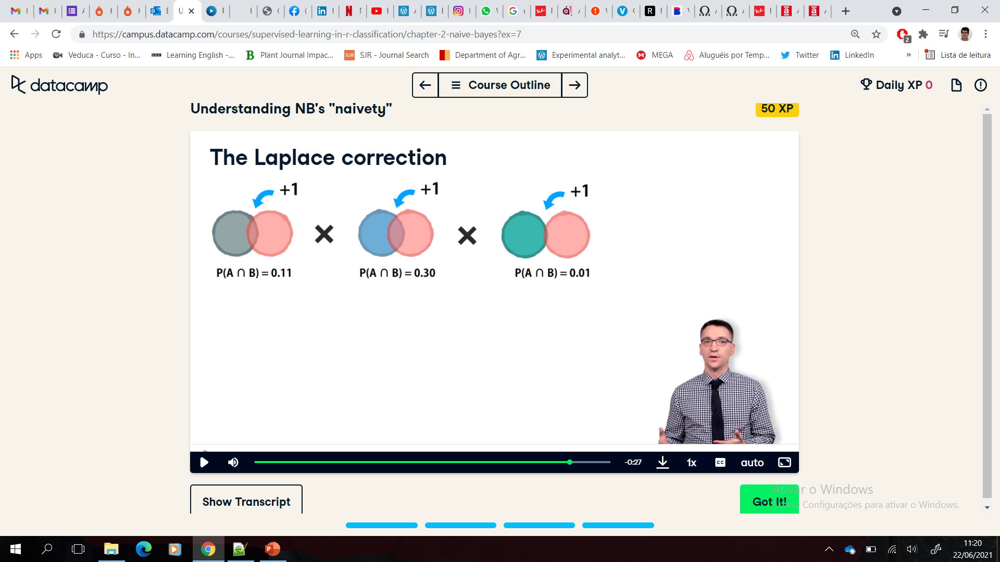 https://campus.datacamp.com/courses/supervised-learning-in-r-classification/chapter-2-naive-bayes?ex=7
2
Apps
Veduca - Curso - In...
Learning English -...
Plant Journal Impac...
SJR - Journal Search
Department of Agr...
Experimental analyt...
MEGA
Aluguéis por Temp...
Twitter
LinkedIn
»
Lista de leitura
datacamp
Course Outline
Daily XP 0
Understanding NB's "naivety"
50 XP
The Laplace correction
+1 +1 +1
× ×
P(A ∩ B) = 0.11 P(A ∩ B) = 0.30 P(A ∩ B) = 0.01
-0:27
1x
CC
auto
Show Transcript
Got It!
Ativar o Windows
Configurações para ativar o Windows.
11:20
22/06/2021